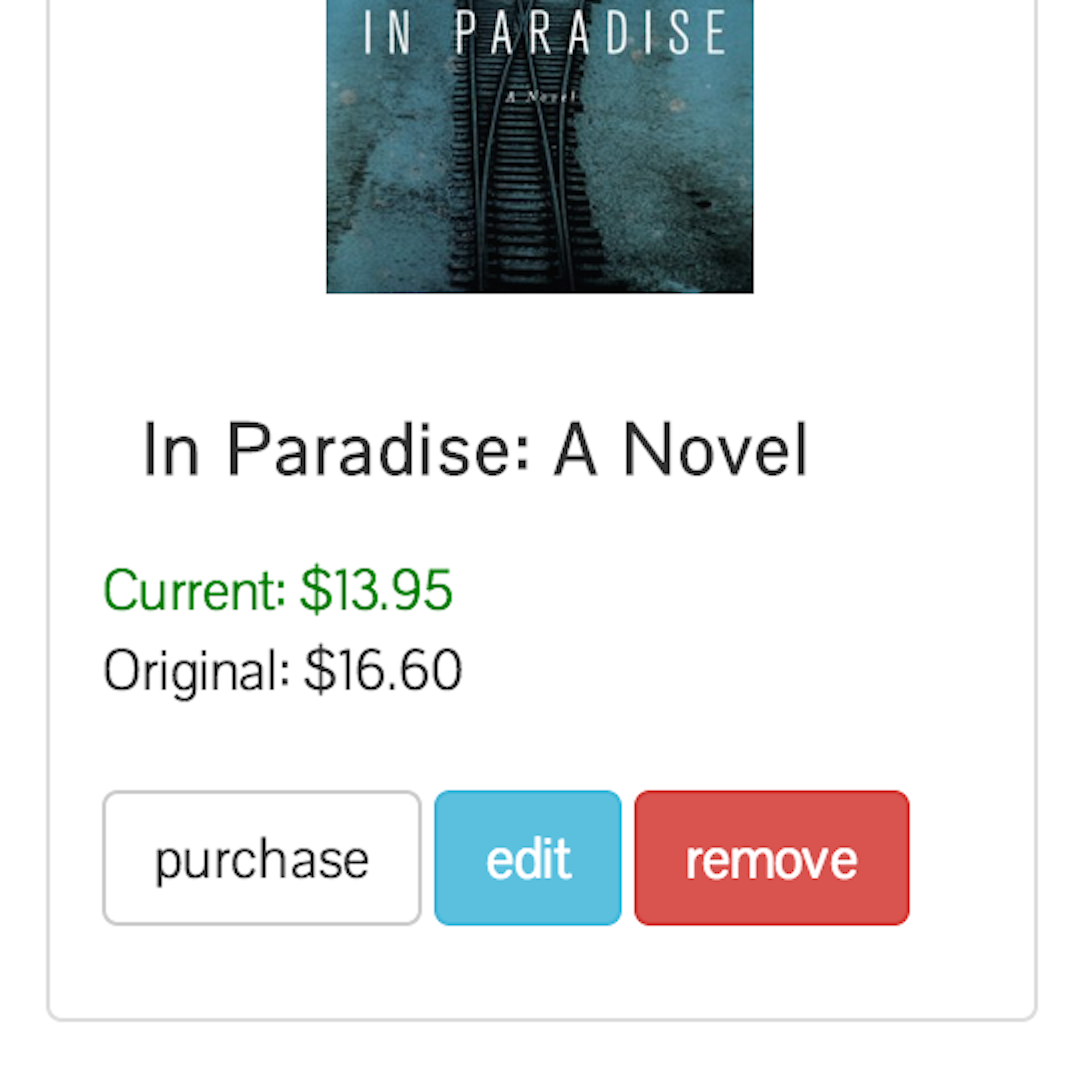 IN PARADISE
A Novel
In Paradise: A Novel
Current: $13.95
Original: $16.60
purchase edit remove